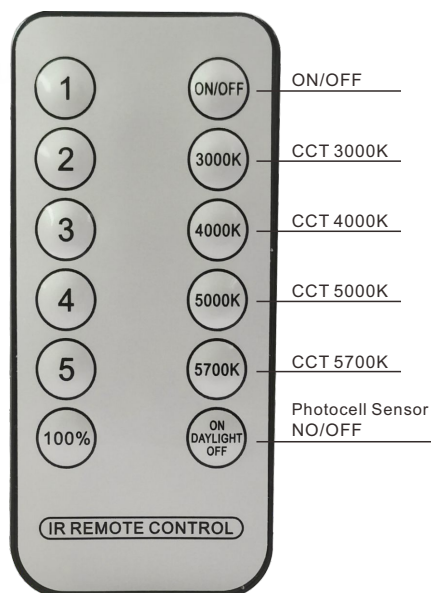 1
ON/OFF
ON/OFF
2
3000K
CCT 3000K
3
4000K
CCT 4000K
4
5000K
CCT 5000K
5
5700K
CCT 5700K
100%
ON
DAYLIGHT
OFF
Photocell Sensor
NO/OFF
IR REMOTE CONTROL